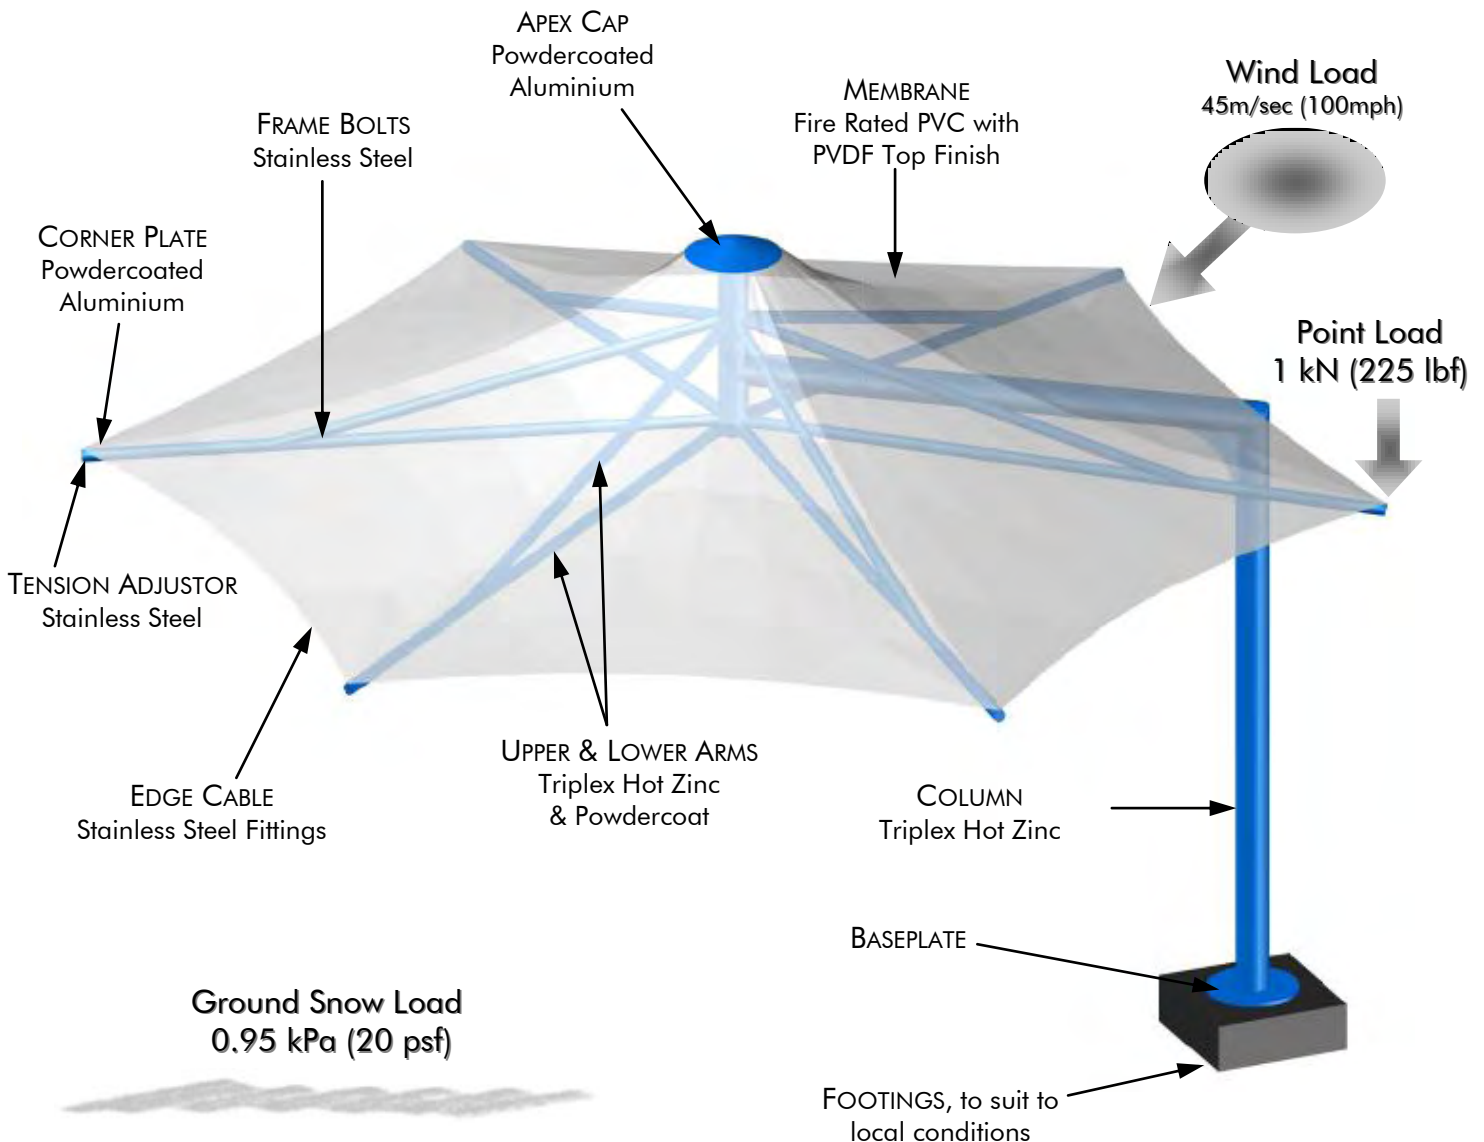 APEX CAP
Powdercoated
Aluminium
MEMBRANE
Fire Rated PVC with
PVDF Top Finish
Wind Load
45m/sec (100mph)
FRAME BOLTS
Stainless Steel
CORNER PLATE
Powdercoated
Aluminium
Point Load
1 kN (225 lbf)
TENSION ADJUSTOR
Stainless Steel
UPPER & LOWER ARMS
Triplex Hot Zinc
& Powdercoat
EDGE CABLE
Stainless Steel Fittings
COLUMN
Triplex Hot Zinc
BASEPLATE
Ground Snow Load
0.95 kPa (20 psf)
FOOTINGS, to suit to
local conditions